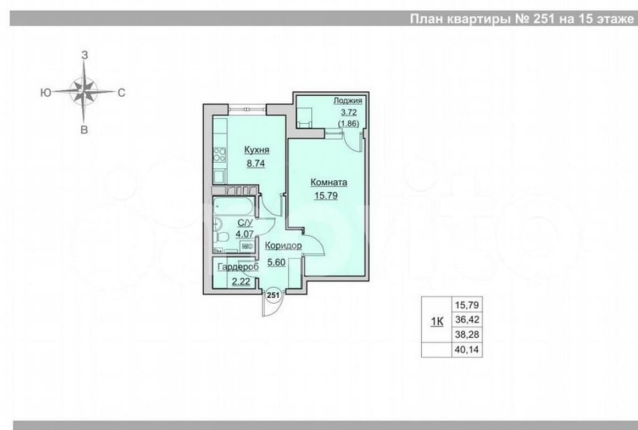 План квартиры № 251 на 15 этаже
З
Ю
С
В
Лоджия
3.72
(1.86)
Кухня
8.74
Комната
15.79
С/У
4.07
Коридор
5.60
Гардероб
2.22
251
1К
15,79
36,42
38,28
40,14